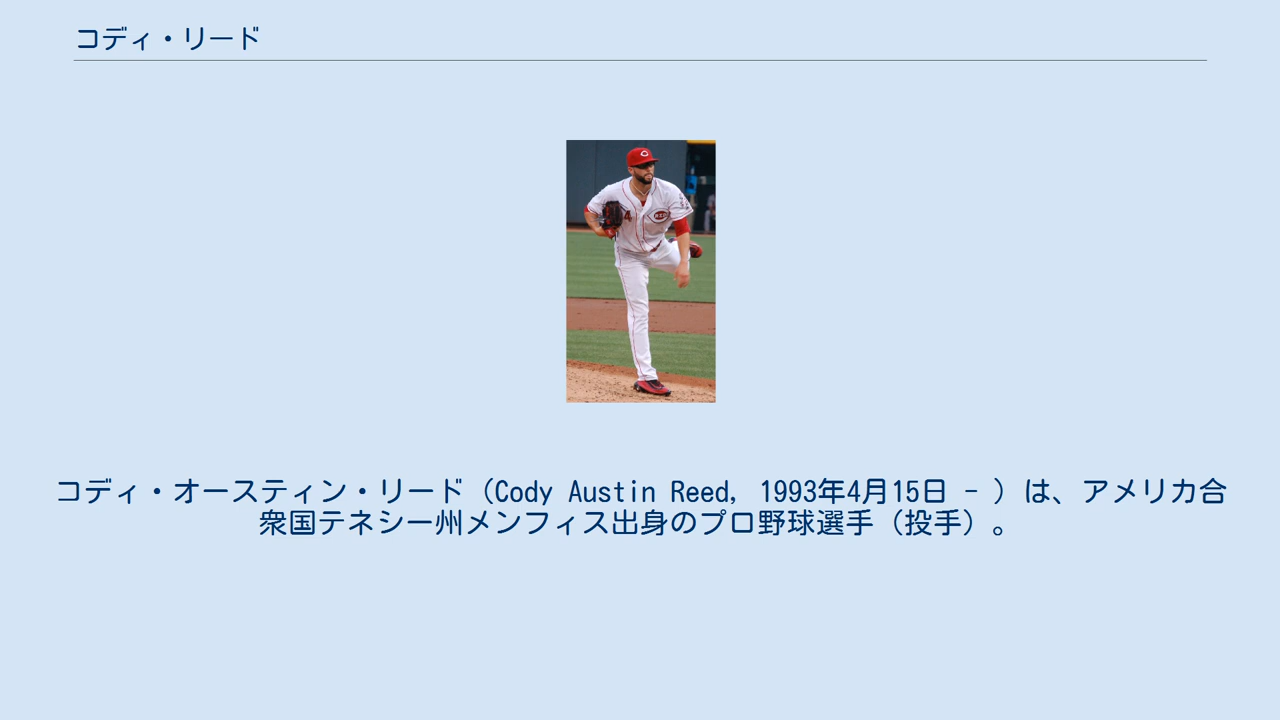 コディ・リード
コディ・オースティン・リード（Cody Austin Reed, 1993年4月15日 - ）は、アメリカ合
衆国テネシー州メンフィス出身のプロ野球選手（投手）。